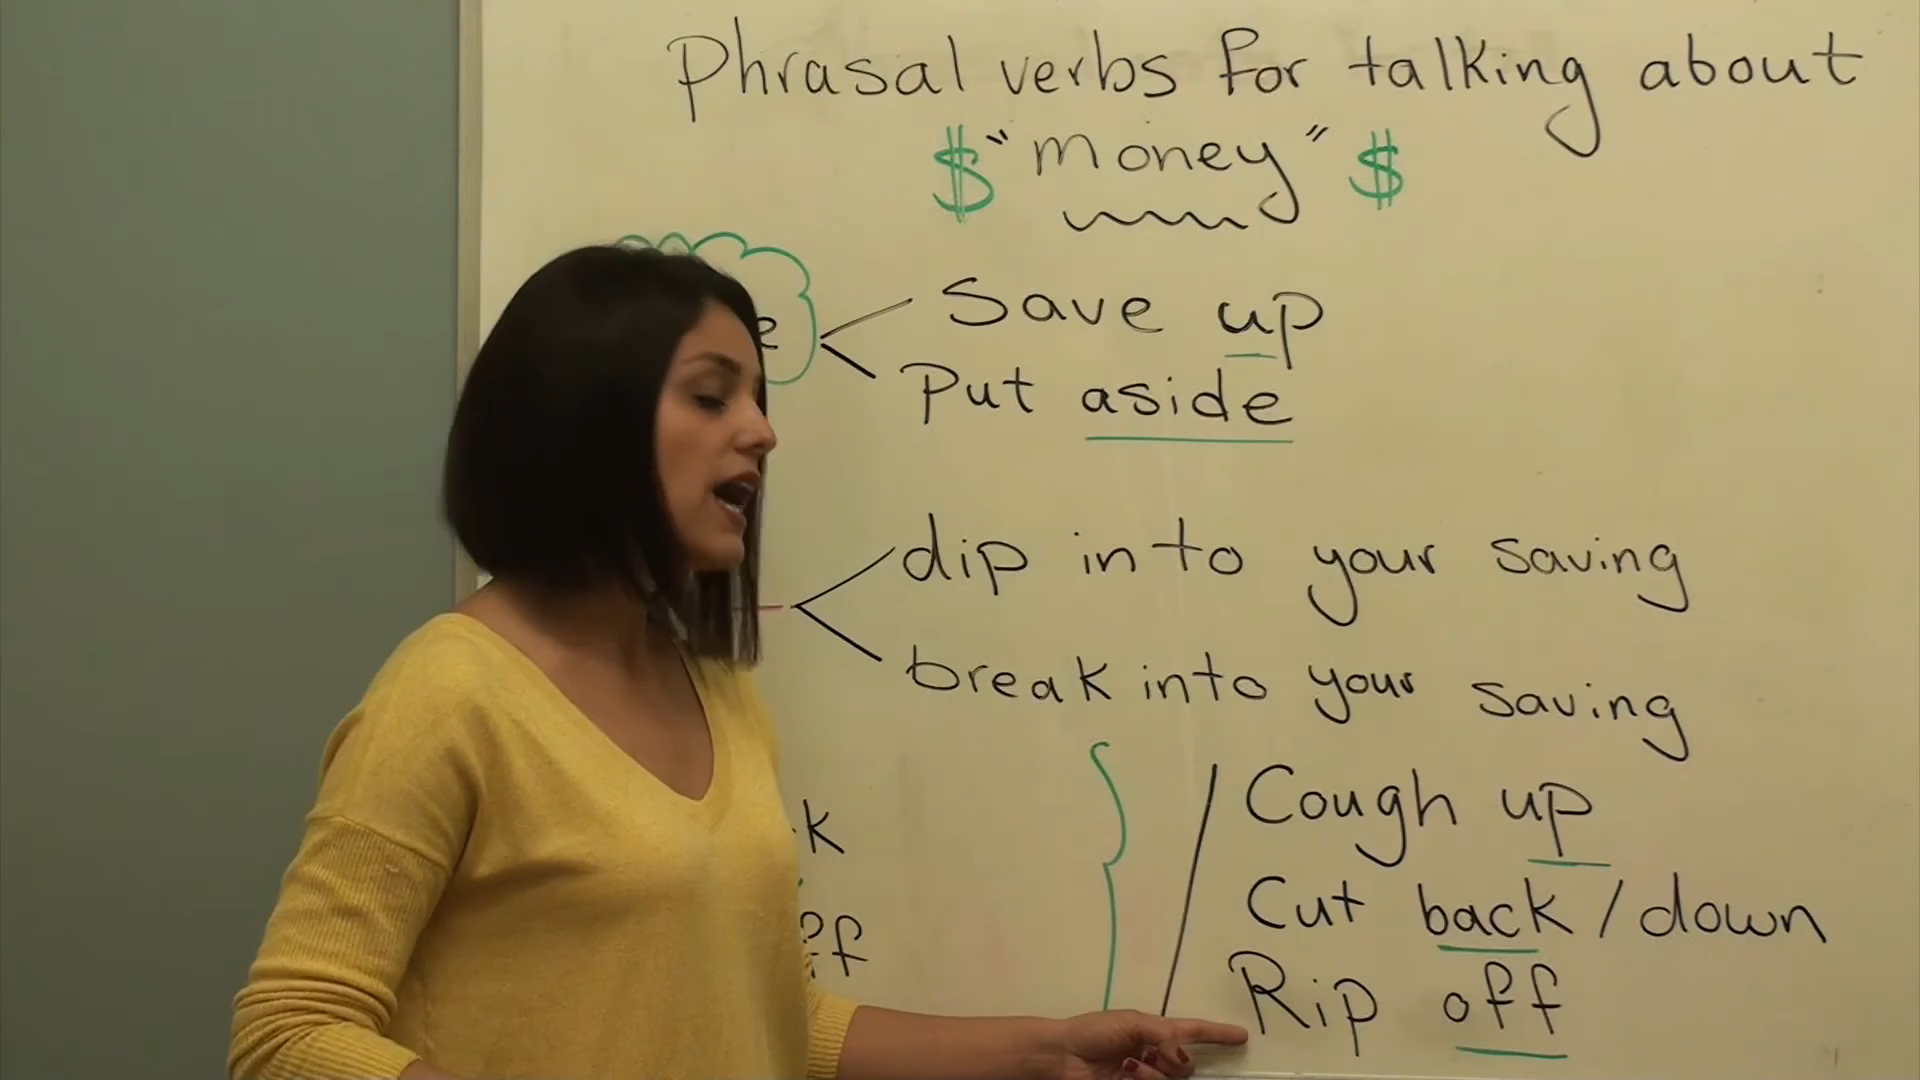 Phrasal verbs for talking about
$ "money" $
Save up
Put aside
dip into your saving
break into your saving
Cough up
Cut back / down
Rip off